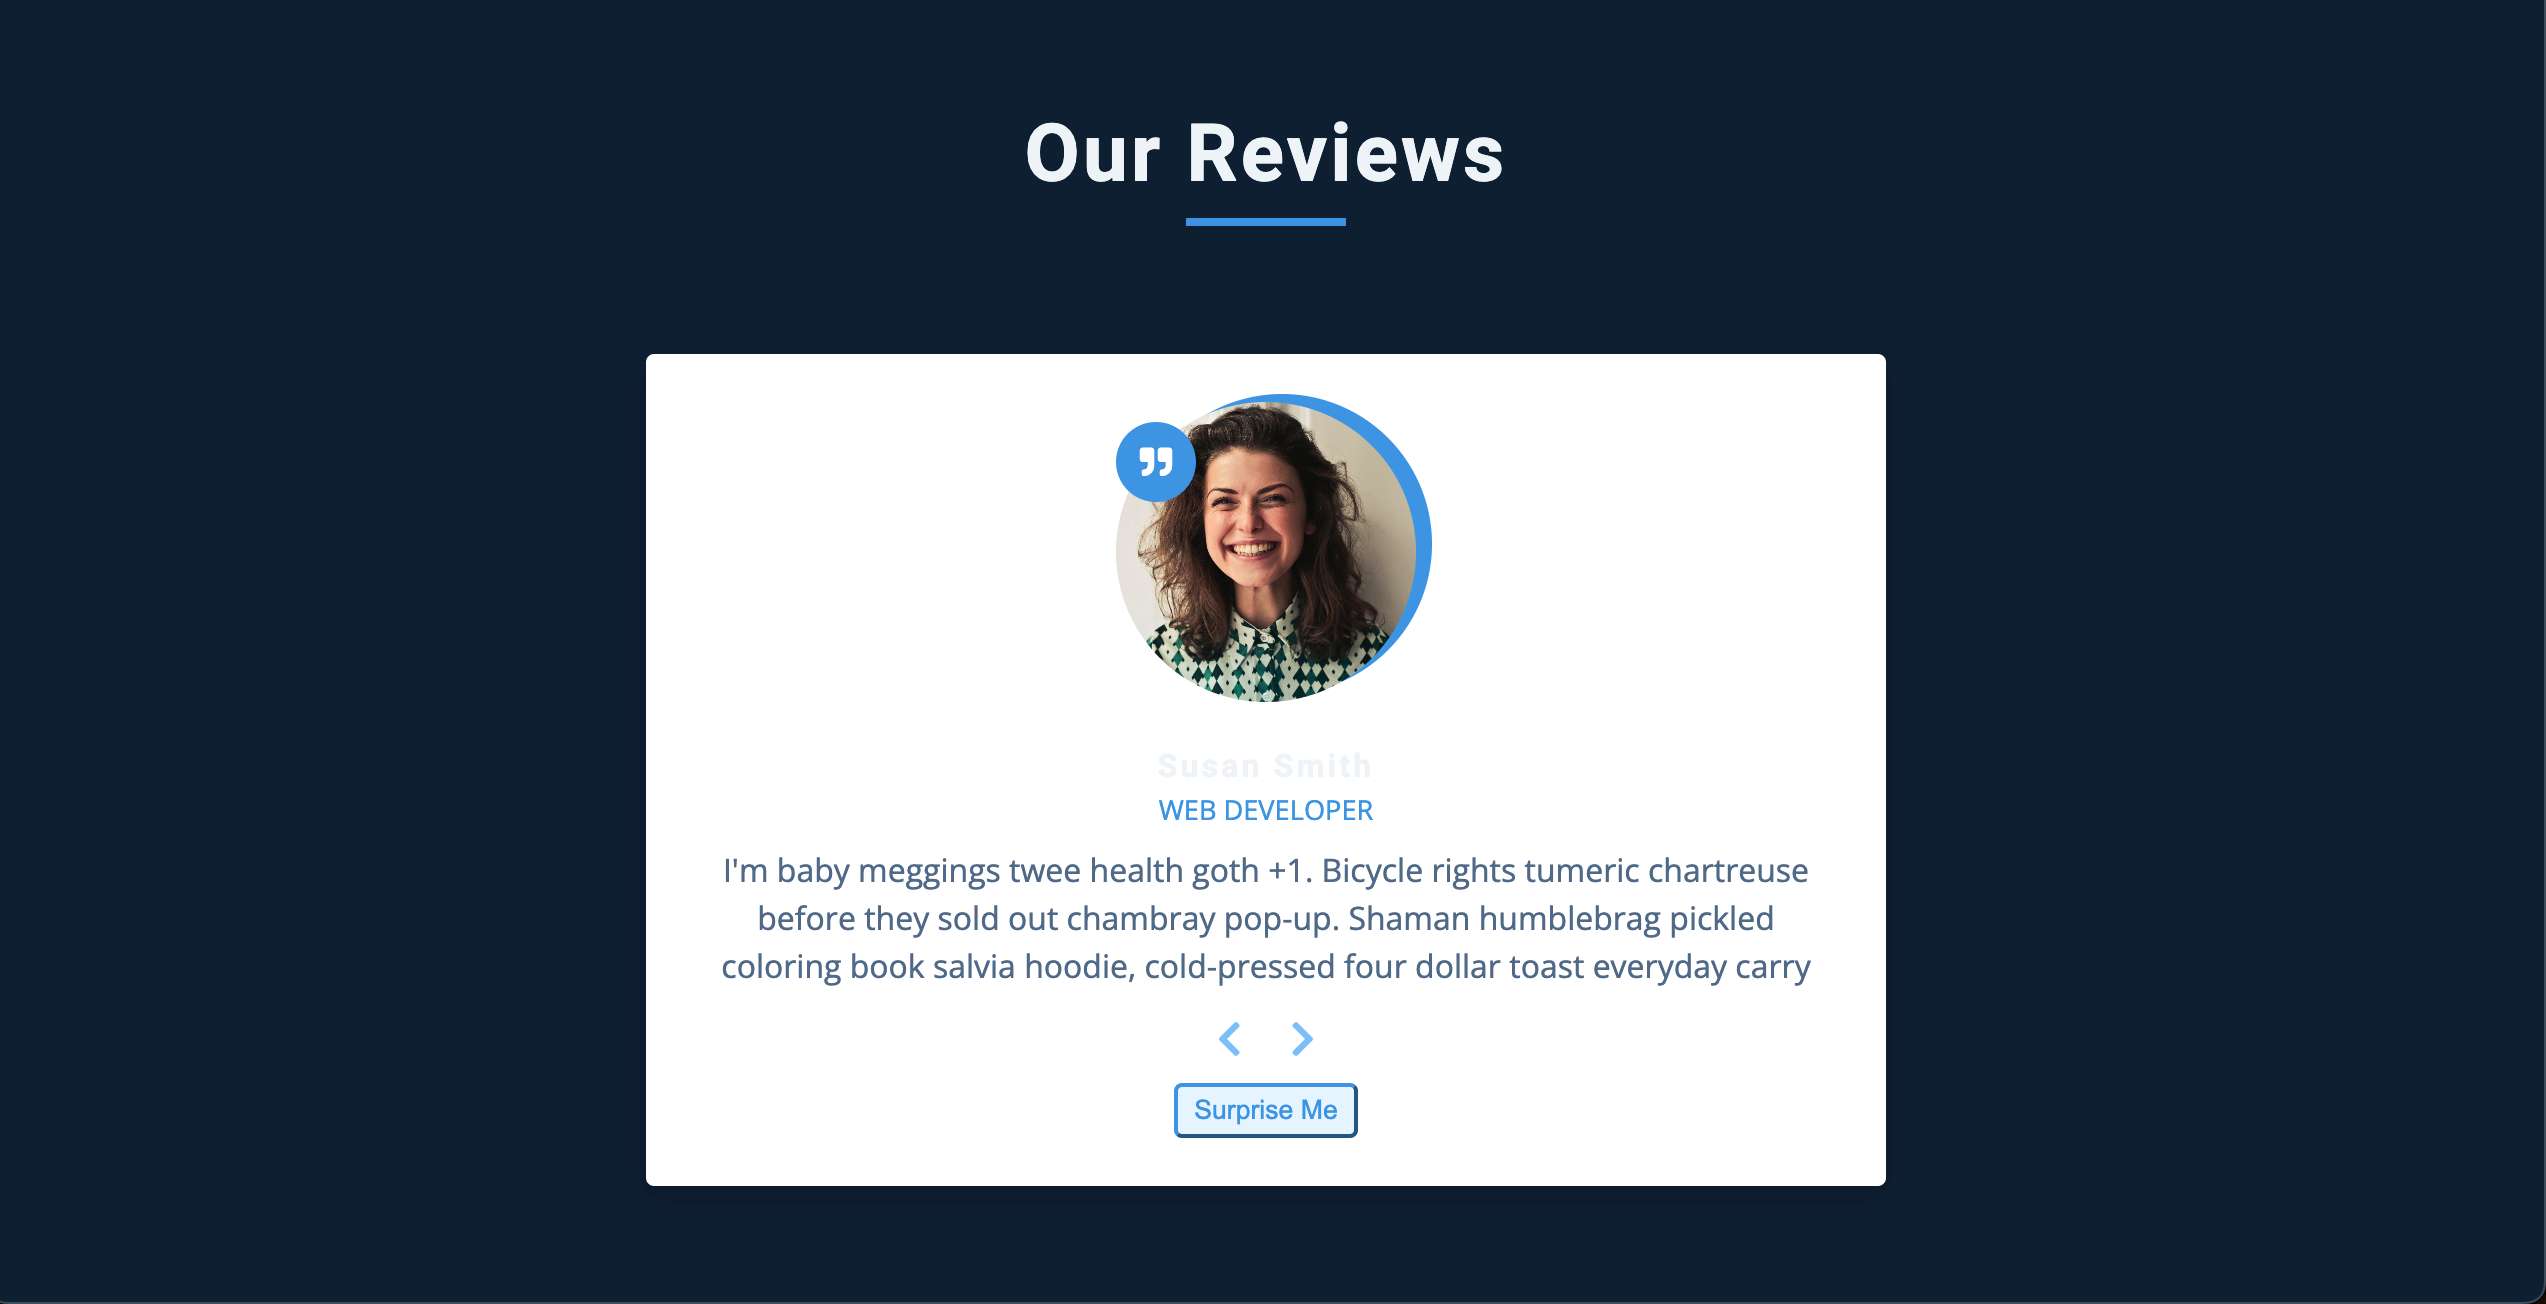 Our Reviews
Susan Smith
WEB DEVELOPER
I'm baby meggings twee health goth +1. Bicycle rights tumeric chartreuse
before they sold out chambray pop-up. Shaman humblebrag pickled
coloring book salvia hoodie, cold-pressed four dollar toast everyday carry
Surprise Me